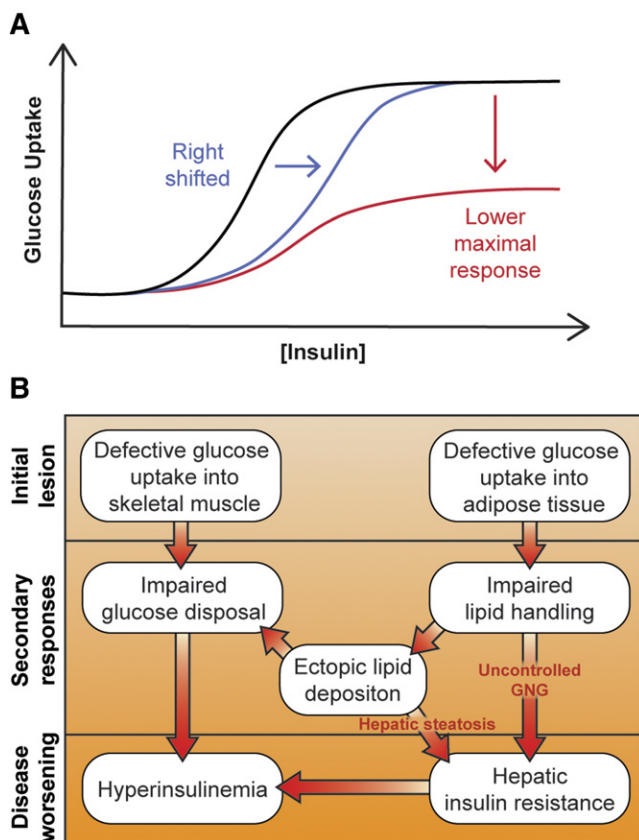 A
Glucose Uptake
Right
shifted
Lower
maximal
response
[Insulin]
B
Initial
lesion
Defective glucose
uptake into
skeletal muscle
Defective glucose
uptake into
adipose tissue
Secondary
responses
Impaired
glucose disposal
Impaired
lipid handling
Ectopic lipid
depositon
Uncontrolled
GNG
Hepatic steatosis
Disease
worsening
Hyperinsulinemia
Hepatic
insulin resistance